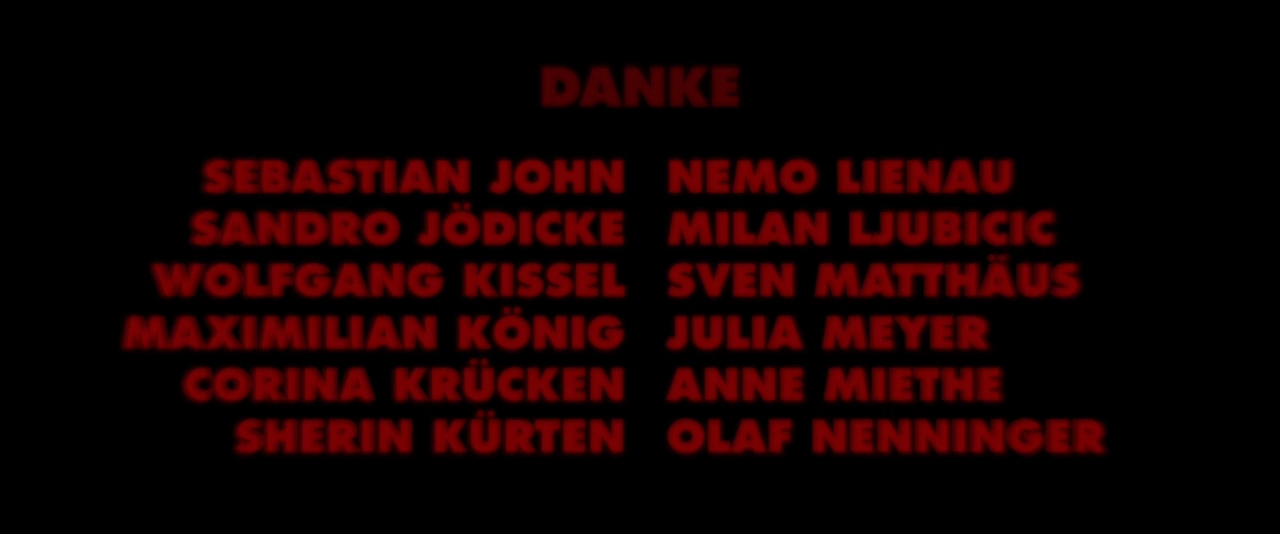 DANKE
SEBASTIAN JOHN NEMO LIENAU
SANDRO JÖDICKE MILAN LJUBICIC
WOLFGANG KISSEL SVEN MATTHÄUS
MAXIMILIAN KÖNIG JULIA MEYER
CORINA KRÜCKEN ANNE MIETHE
SHERIN KÜRTEN OLAF NENNINGER